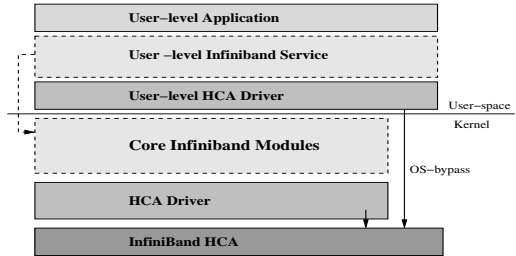 User-level Application
User -level Infiniband Service
User-level HCA Driver
User-space
Kernel
Core Infiniband Modules
OS-bypass
HCA Driver
InfiniBand HCA